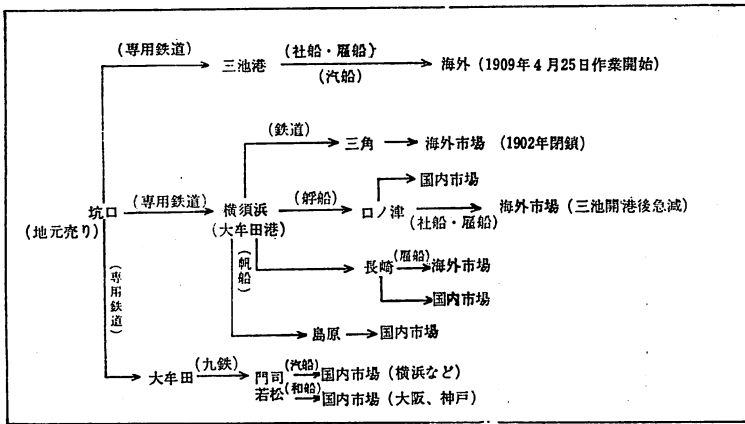 (専用鉄道) 三池港 (社船・雇船} (汽船) 海外 (1909年4月25日作業開始)
(鉄道) 三角 海外市場 (1902年閉鎖)
国内市場
坑口 (専用鉄道) 横須浜 (艀船) 口ノ津 海外市場 (三池開港後急減)
(地元売り) (大牟田港) (社船・雇船)
(専用鉄道) (帆船) 長崎 (雇船) 海外市場
国内市場
島原 国内市場
大牟田 (九鉄) 門司 (汽船) 国内市場 (横浜など)
若松 (和船) 国内市場 (大阪、神戸)